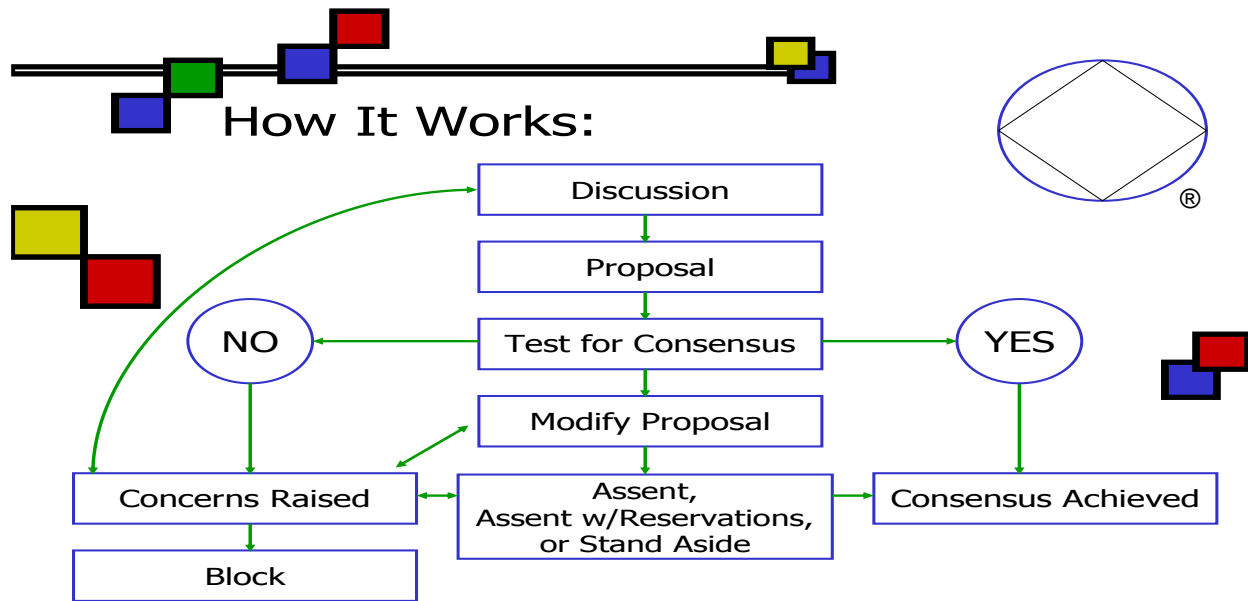 How It Works:
®
Discussion
Proposal
NO
Test for Consensus
YES
Modify Proposal
Concerns Raised
Assent,
Assent w/Reservations,
or Stand Aside
Consensus Achieved
Block